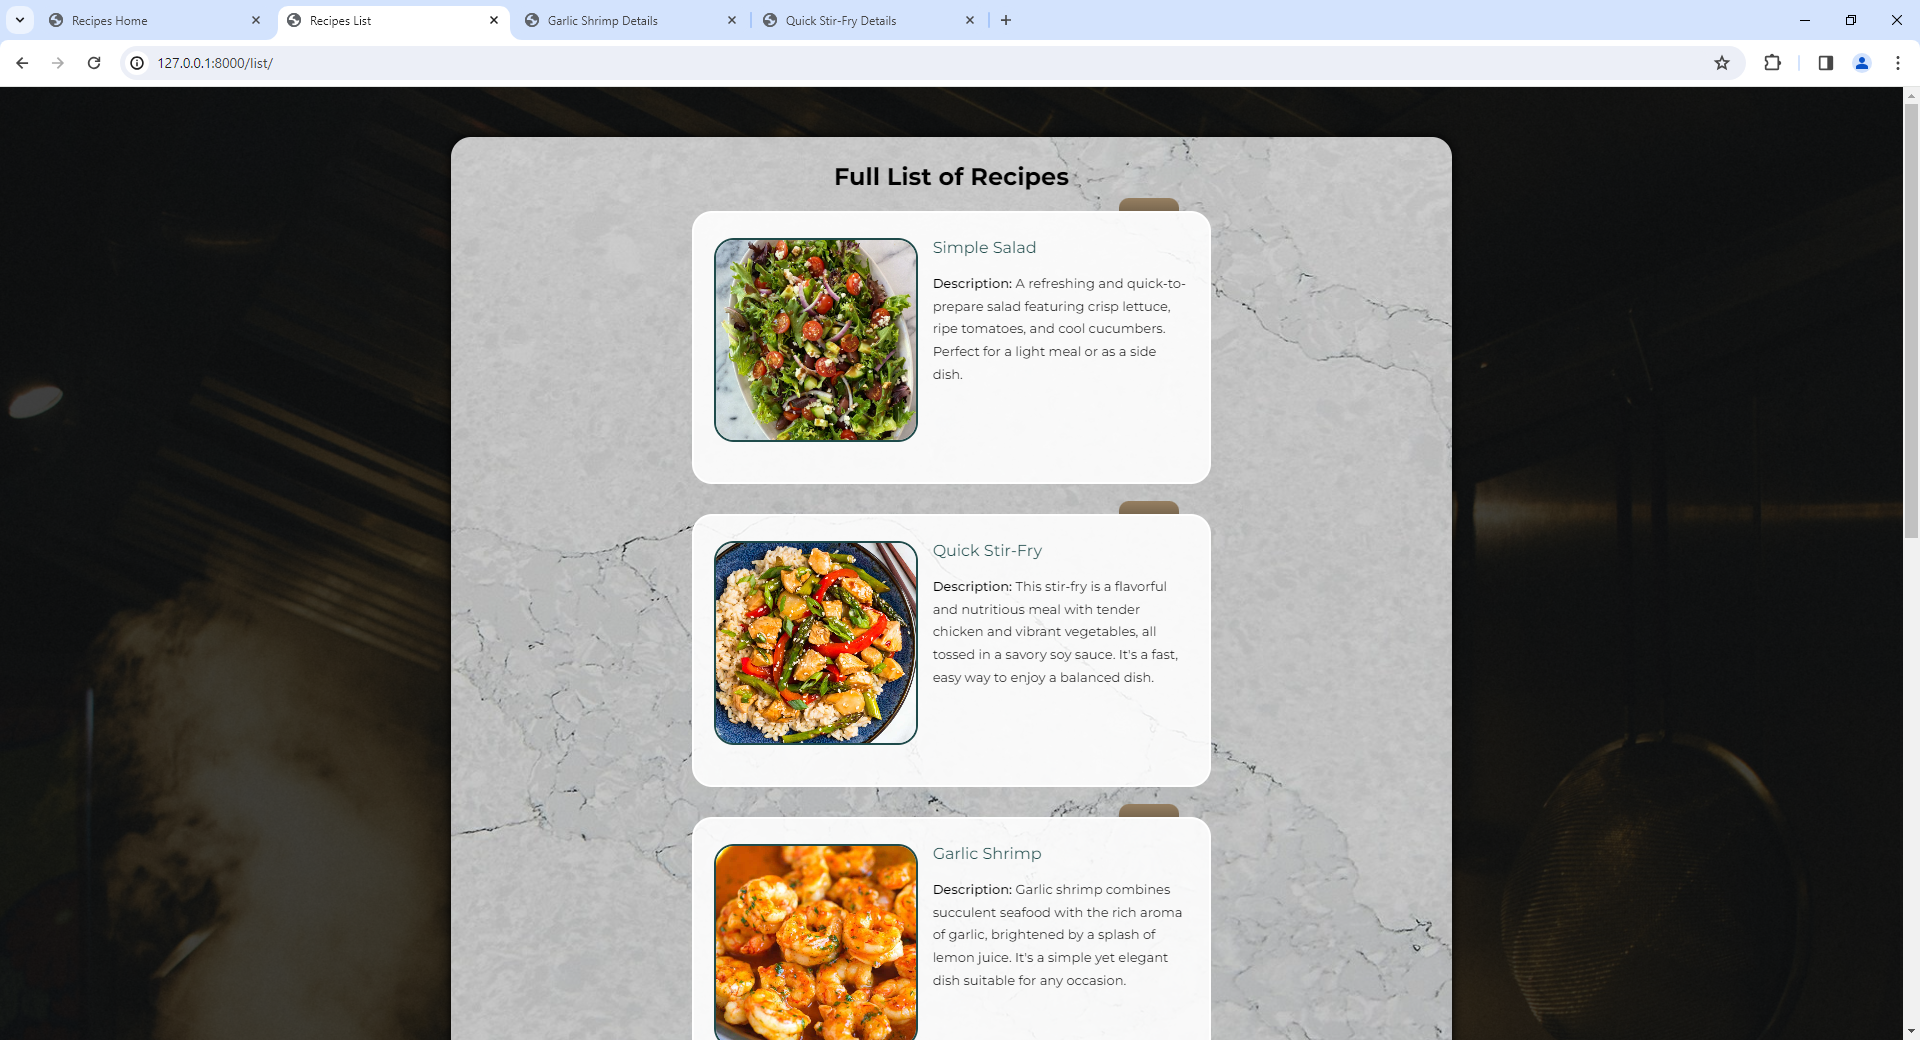 Recipes Home
Recipes List
Garlic Shrimp Details
Quick Stir-Fry Details
127.0.0.1:8000/list/
Full List of Recipes
Simple Salad
Description: A refreshing and quick-to-
prepare salad featuring crisp lettuce,
ripe tomatoes, and cool cucumbers.
Perfect for a light meal or as a side
dish.
Quick Stir-Fry
Description: This stir-fry is a flavorful
and nutritious meal with tender
chicken and vibrant vegetables, all
tossed in a savory soy sauce. It's a fast,
easy way to enjoy a balanced dish.
Garlic Shrimp
Description: Garlic shrimp combines
succulent seafood with the rich aroma
of garlic, brightened by a splash of
lemon juice. It's a simple yet elegant
dish suitable for any occasion.